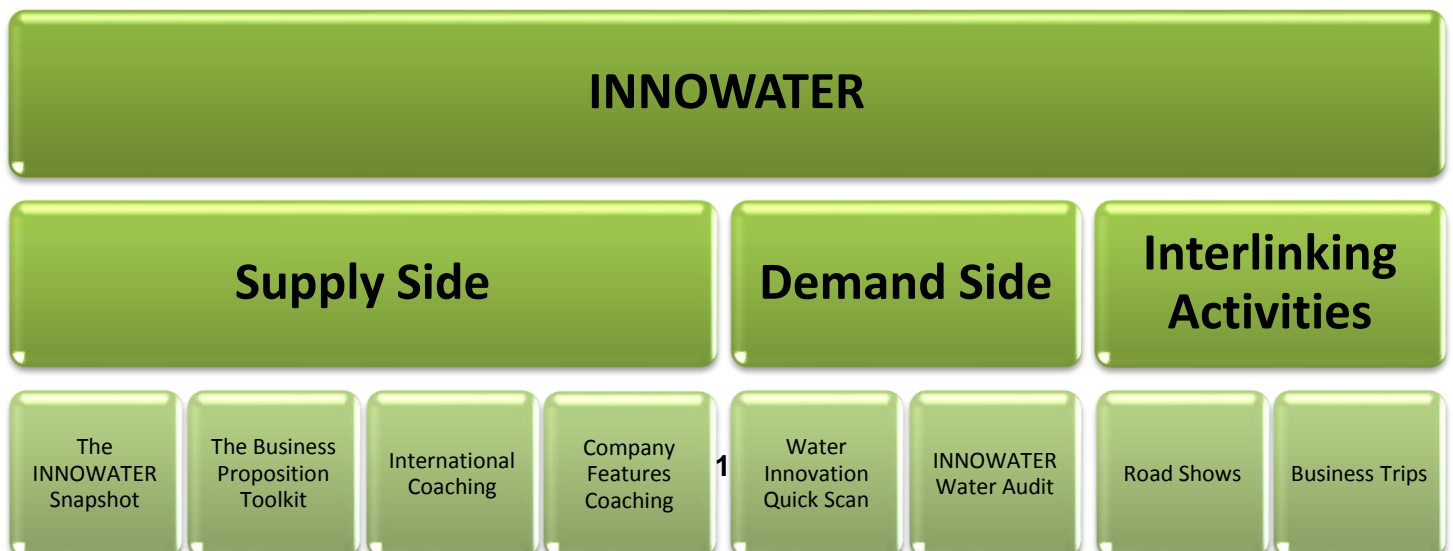 INNOWATER
Supply Side
Demand Side
Interlinking
Activities
The
INNOWATER
Snapshot
The Business
Proposition
Toolkit
International
Coaching
Company
Features
Coaching
1
Water
Innovation
Quick Scan
INNOWATER
Water Audit
Road Shows
Business Trips